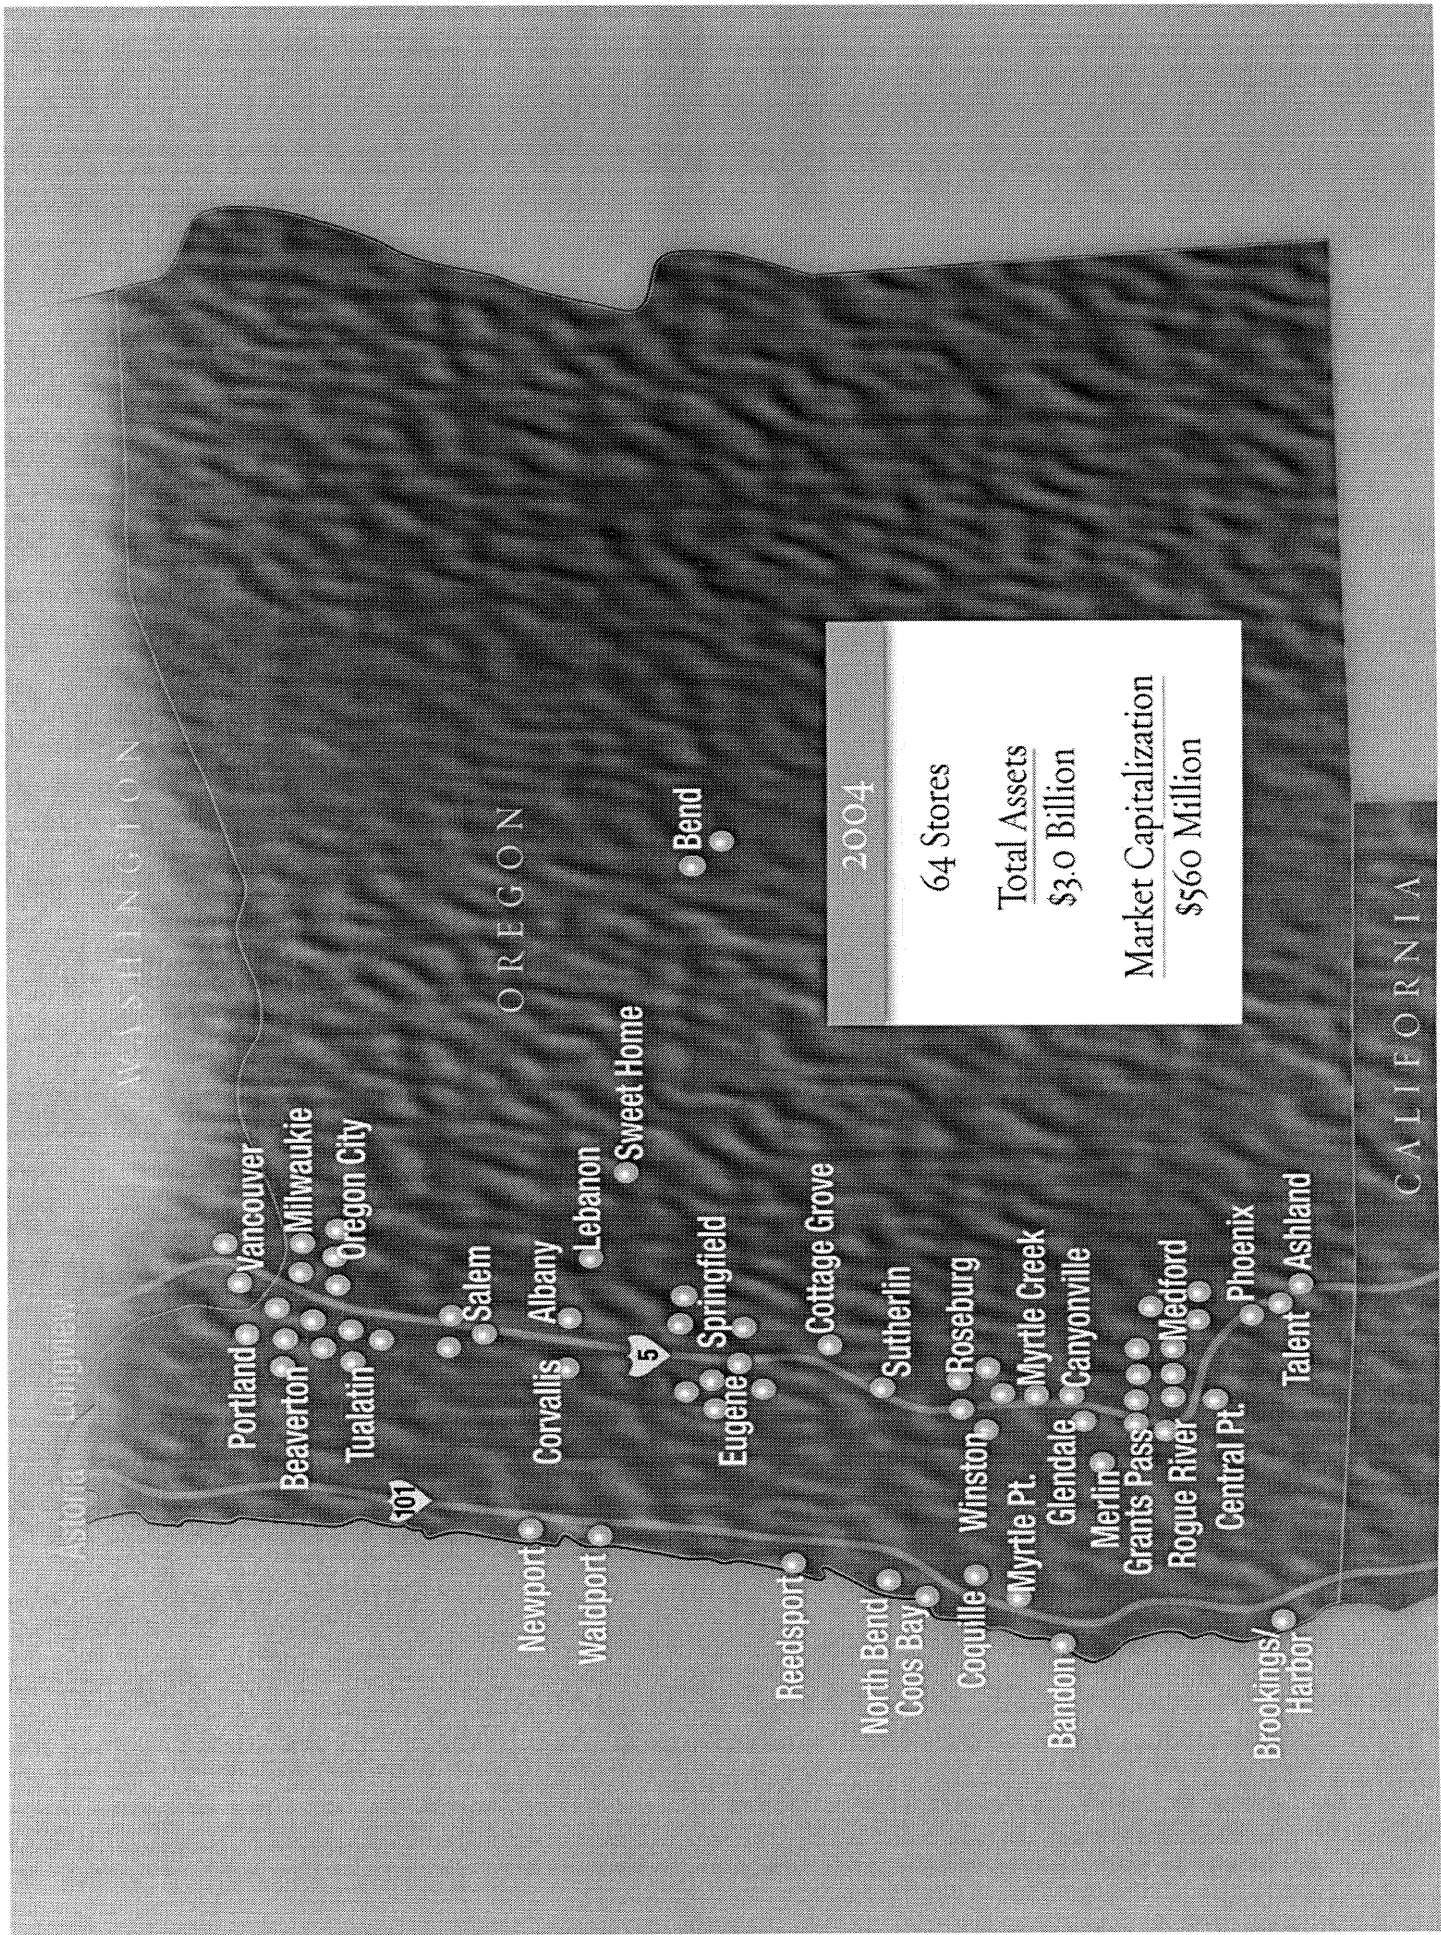 WASHINGTON
Astoria
Longview
Vancouver
Portland
Milwaukie
Beaverton
Oregon City
Tualatin
101
Salem
OREGON
Newport
Corvallis
Albany
Waldport
Lebanon
Sweet Home
5
Bend
Springfield
Eugene
Reedsport
Cottage Grove
North Bend
Coos Bay
Sutherlin
Coquille
Winston
Roseburg
Myrtle Pt.
Myrtle Creek
Bandon
Glendale
Canyonville
Merlin
Grants Pass
Rogue River
Medford
Central Pt.
Phoenix
Brookings/
Harbor
Talent
Ashland
CALIFORNIA
2004
64 Stores
Total Assets
$3.0 Billion
Market Capitalization
$560 Million